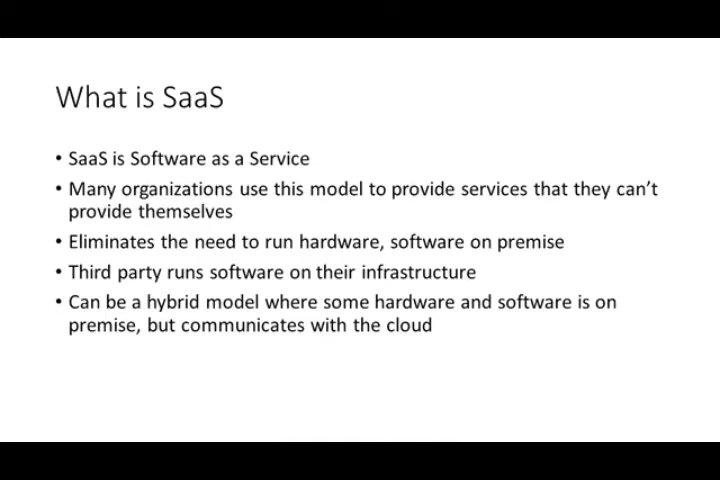 What is SaaS
• SaaS is Software as a Service
• Many organizations use this model to provide services that they can't
provide themselves
• Eliminates the need to run hardware, software on premise
• Third party runs software on their infrastructure
• Can be a hybrid model where some hardware and software is on
premise, but communicates with the cloud